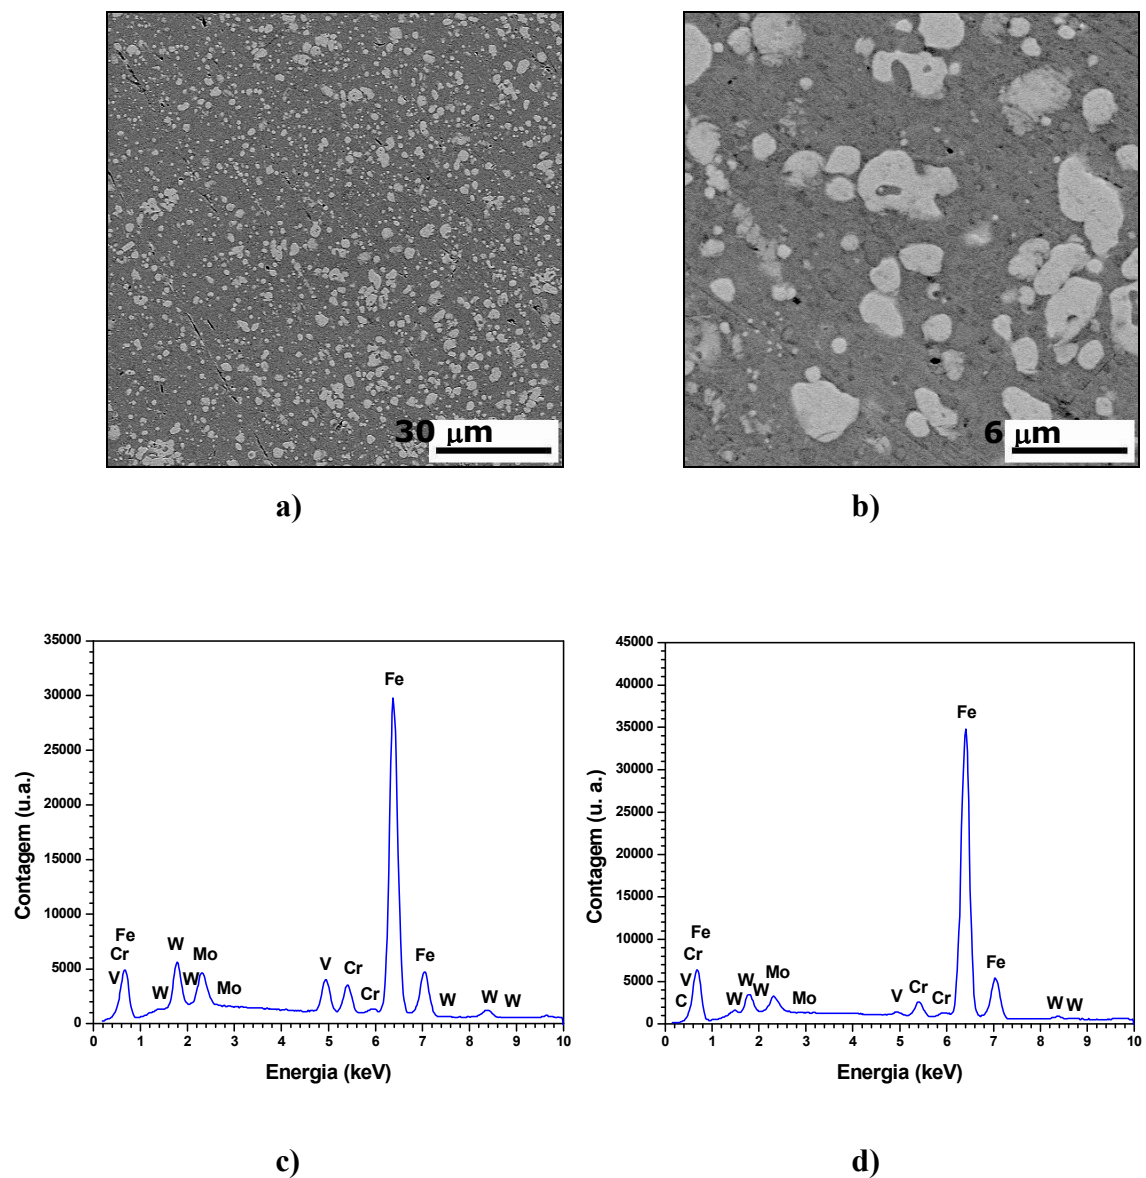 30 μm
6 μm
a)
b)
35000
30000
25000
20000
15000
10000
5000
0
Contagem (u.a.)
Fe
Fe
Cr
V
W
W
W
Mo
Mo
V
Cr
Cr
Fe
W
W
W
0 1 2 3 4 5 6 7 8 9 10
Energia (keV)
45000
40000
35000
30000
25000
20000
15000
10000
5000
0
Contagem (u. a.)
Fe
Fe
Cr
V
C
W
W
W
Mo
Mo
V
Cr
Cr
Fe
W
W
0 1 2 3 4 5 6 7 8 9 10
Energia (keV)
c)
d)